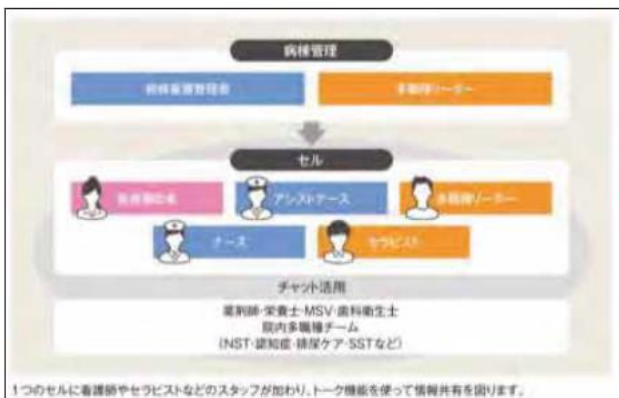 病棟管理
病棟看護管理者
多職種リーダー
セル
看護補助者
アシストナース
多職種リーダー
ナース
セラピスト
チャット活用
薬剤師・栄養士・MSV・歯科衛生士
院内多職種チーム
(NST・認知症・排尿ケア・SSTなど)
1つのセルに看護師やセラピストなどのスタッフが加わり、トーク機能を使って情報共有を図ります。